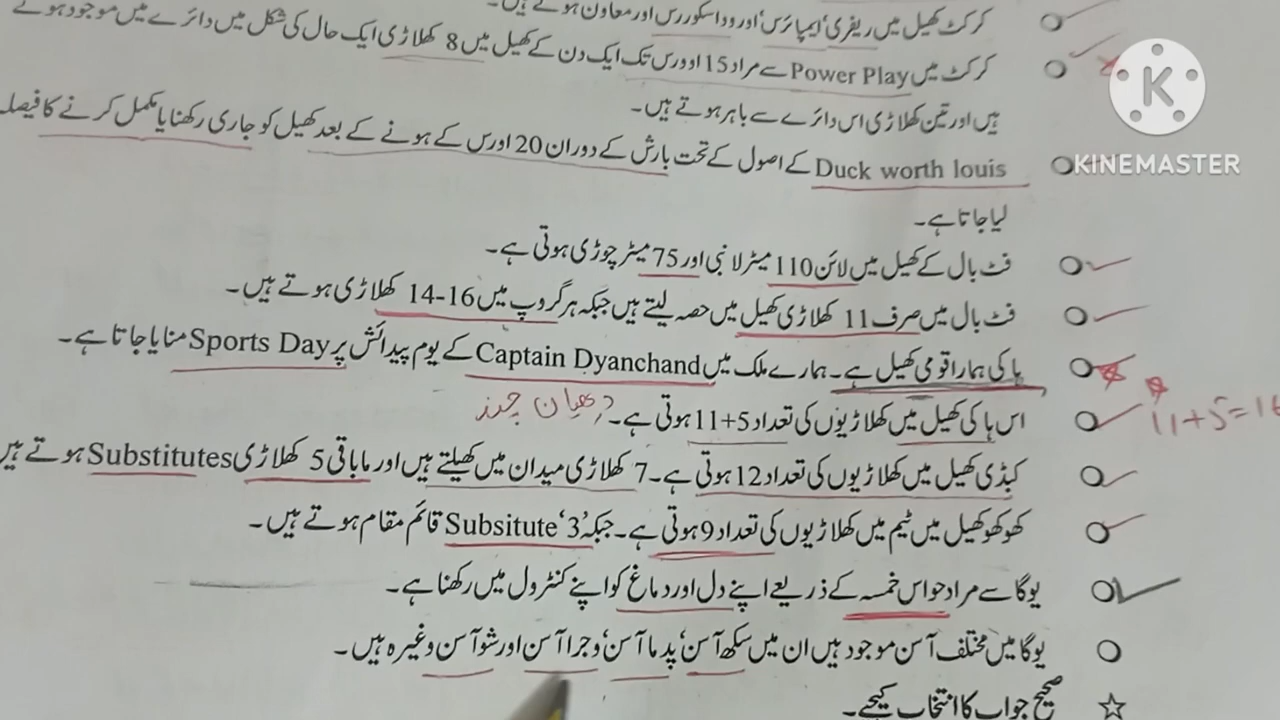 کرکٹ کھیل میں ریفری، ایمپائرس، اور دو اسکوررس اور معاون ہوتے ہیں۔
کرکٹ میں Power Play سے مراد 15 اوورس تک ایک دن کے کھیل میں 8 کھلاڑی ایک حال کی شکل میں دائرے میں موجود ہوتے
ہیں اور تین کھلاڑی اس دائرے سے باہر ہوتے ہیں۔
Duck worth louis کے اصول کے تحت بارش کے دوران 20 اورس کے ہونے کے بعد کھیل کو جاری رکھنا یا مکمل کرنے کا فیصلہ
لیا جاتا ہے۔
KINEMASTER
فٹ بال کے کھیل میں لائن 110 میٹر لانبی اور 75 میٹر چوڑی ہوتی ہے۔
فٹ بال میں صرف 11 کھلاڑی کھیل میں حصہ لیتے ہیں جبکہ ہر گروپ میں 16-14 کھلاڑی ہوتے ہیں۔
ہاکی ہمارا قومی کھیل ہے۔ ہمارے ملک میں Captain Dyanchand کے یوم پیدائش پر Sports Day منایا جاتا ہے۔
اس ہاکی کھیل میں کھلاڑیوں کی تعداد 5+11 ہوتی ہے۔ دھیان چند
11+5=16
کبڈی کھیل میں کھلاڑیوں کی تعداد 12 ہوتی ہے۔ 7 کھلاڑی میدان میں کھیلتے ہیں اور ماباقی 5 کھلاڑی Substitutes ہوتے ہیں
کھوکھو کھیل میں ٹیم میں کھلاڑیوں کی تعداد 9 ہوتی ہے۔ جبکہ ’3‘ Subsitute قائم مقام ہوتے ہیں۔
یوگا سے مراد حواس خمسہ کے ذریعے اپنے دل اور دماغ کو اپنے کنٹرول میں رکھنا ہے۔
یوگا میں مختلف آسن موجود ہیں ان میں سکھ آسن، پدما آسن، وجرا آسن اور شو آسن وغیرہ ہیں۔
صحیح جواب کا انتخاب کیجیے۔